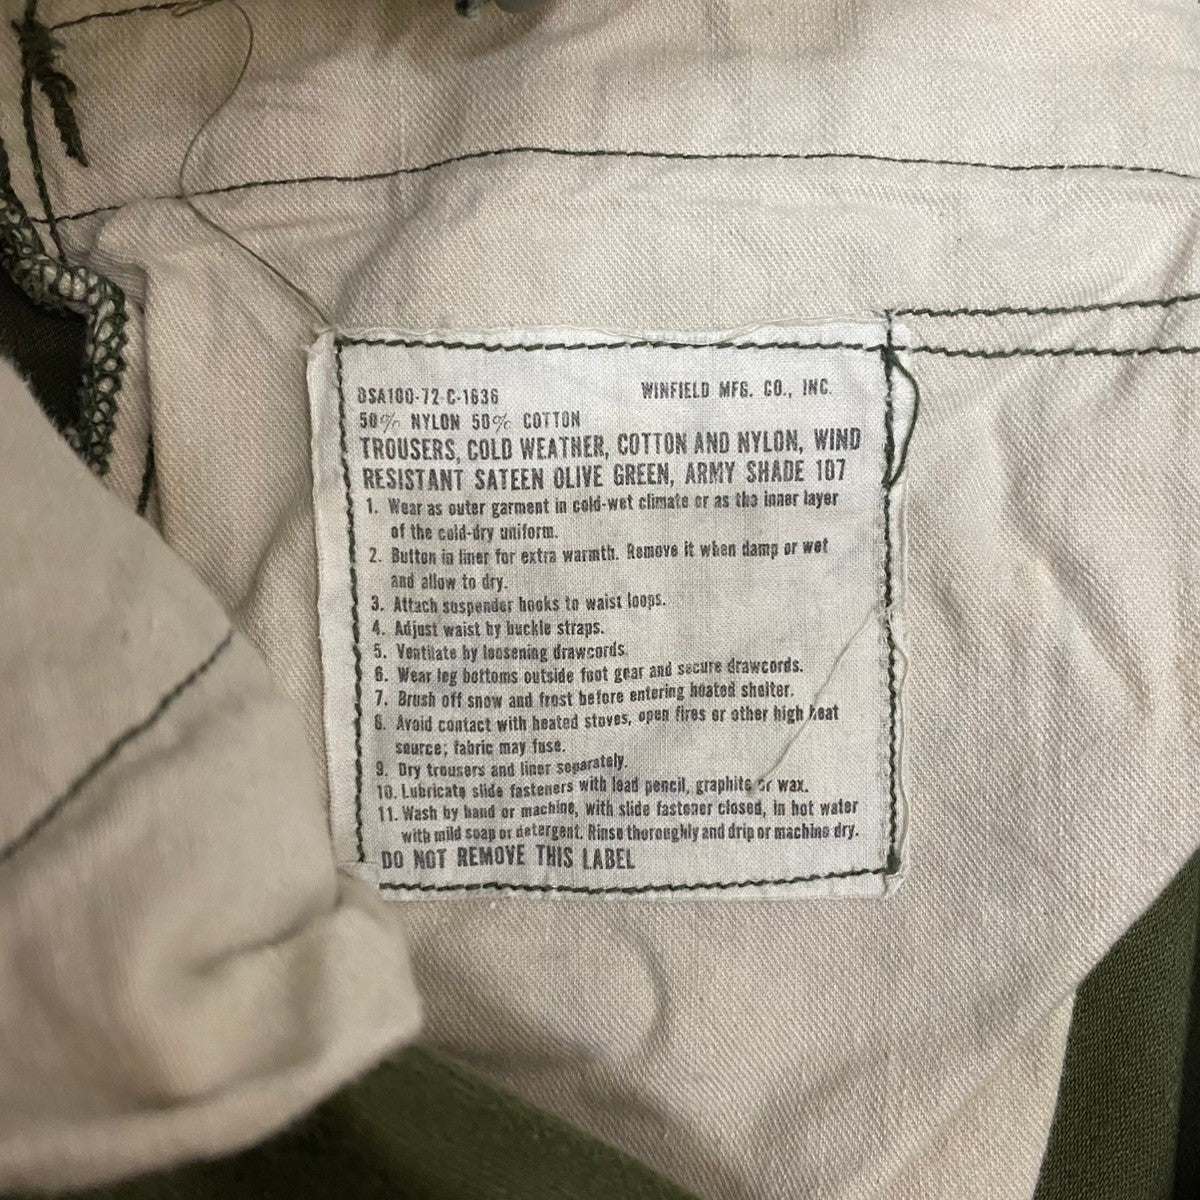 DSA100-72-C-1636 WINFIELD MFG. CO., INC.
50% NYLON 50% COTTON
TROUSERS, COLD WEATHER, COTTON AND NYLON, WIND
RESISTANT SATEEN OLIVE GREEN, ARMY SHADE 107
1. Wear as outer garment in cold-wet climate or as the inner layer
of the cold-dry uniform.
2. Button in liner for extra warmth. Remove it when damp or wet
and allow to dry.
3. Attach suspender hooks to waist loops.
4. Adjust waist by buckle straps.
5. Ventilate by loosening drawcords.
6. Wear leg bottoms outside foot gear and secure drawcords.
7. Brush off snow and frost before entering heated shelter.
8. Avoid contact with heated stoves, open fires or other high heat
source; fabric may fuse.
9. Dry trousers and liner separately.
10. Lubricate slide fasteners with lead pencil, graphite or wax.
11. Wash by hand or machine, with slide fastener closed, in hot water
with mild soap or detergent. Rinse thoroughly and drip or machine dry.
DO NOT REMOVE THIS LABEL